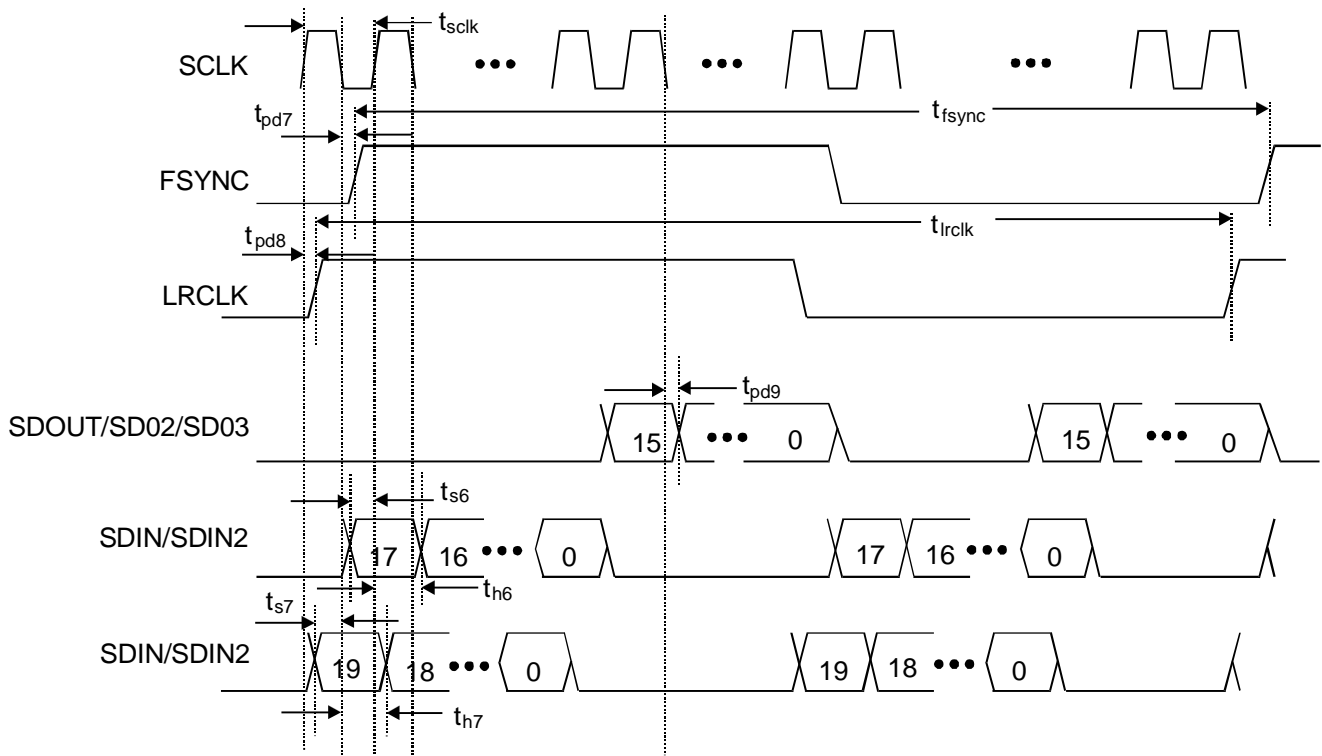 t_sclk
SCLK ••• ••• •••
t_pd7 t_fsync
FSYNC
t_pd8 t_lrclk
LRCLK
t_pd9
SDOUT/SD02/SD03 15 ••• 0 15 ••• 0
t_s6
SDIN/SDIN2 17 16 ••• 0 17 16 ••• 0
t_h6
t_s7
SDIN/SDIN2 19 18 ••• 0 19 18 ••• 0
t_h7